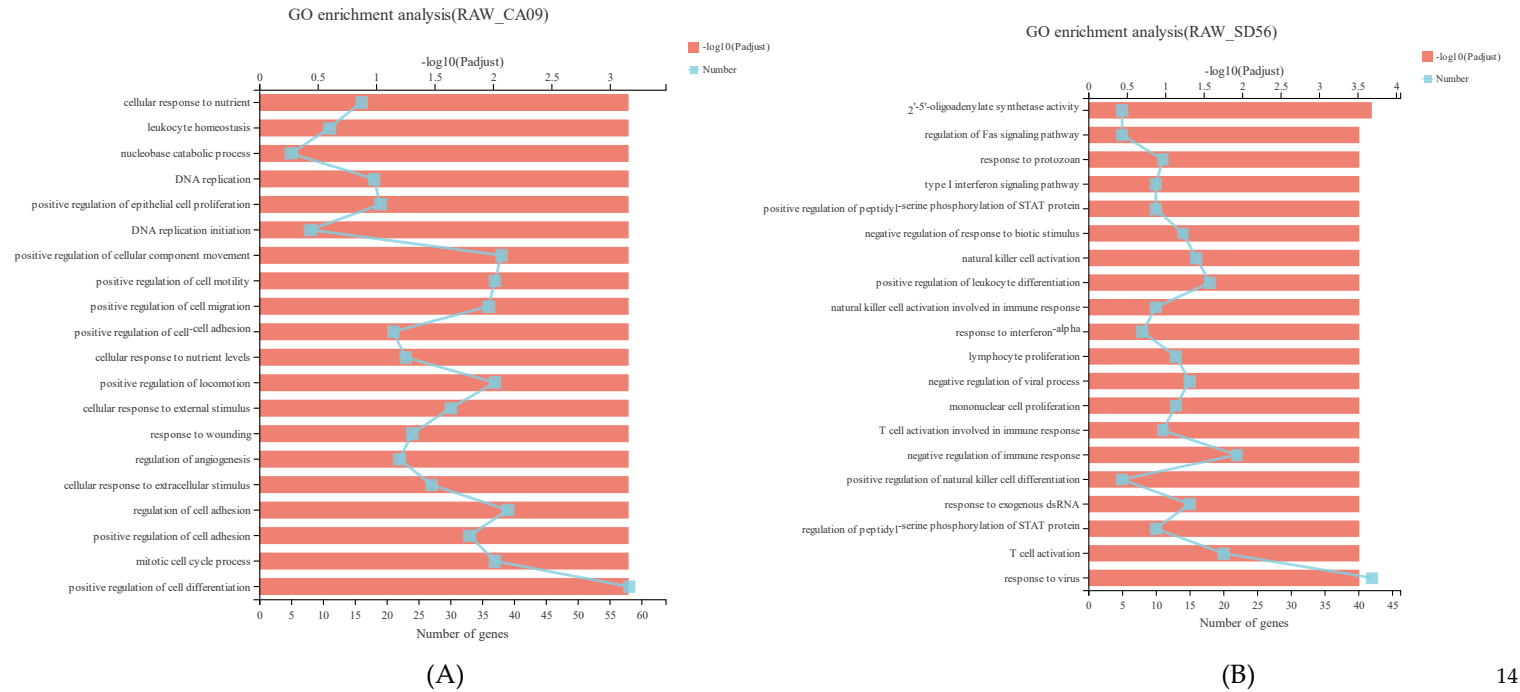 GO enrichment analysis(RAW_CA09)
-log10(Padjust)
Number
-log10(Padjust)
0 0.5 1 1.5 2 2.5 3
cellular response to nutrient
leukocyte homeostasis
nucleobase catabolic process
DNA replication
positive regulation of epithelial cell proliferation
DNA replication initiation
positive regulation of cellular component movement
positive regulation of cell motility
positive regulation of cell migration
positive regulation of cell-cell adhesion
cellular response to nutrient levels
positive regulation of locomotion
cellular response to external stimulus
response to wounding
regulation of angiogenesis
cellular response to extracellular stimulus
regulation of cell adhesion
positive regulation of cell adhesion
mitotic cell cycle process
positive regulation of cell differentiation
0 5 10 15 20 25 30 35 40 45 50 55 60
Number of genes
(A)
GO enrichment analysis(RAW_SD56)
-log10(Padjust)
Number
-log10(Padjust)
0 0.5 1 1.5 2 2.5 3 3.5 4
2'-5'-oligoadenylate synthetase activity
regulation of Fas signaling pathway
response to protozoan
type I interferon signaling pathway
positive regulation of peptidyl-serine phosphorylation of STAT protein
negative regulation of response to biotic stimulus
natural killer cell activation
positive regulation of leukocyte differentiation
natural killer cell activation involved in immune response
response to interferon-alpha
lymphocyte proliferation
negative regulation of viral process
mononuclear cell proliferation
T cell activation involved in immune response
negative regulation of immune response
positive regulation of natural killer cell differentiation
response to exogenous dsRNA
regulation of peptidyl-serine phosphorylation of STAT protein
T cell activation
response to virus
0 5 10 15 20 25 30 35 40 45
Number of genes
(B)
14